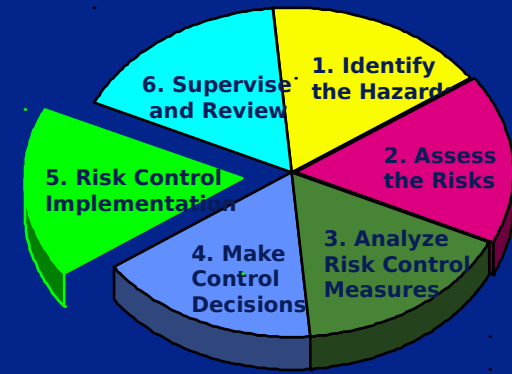 1. Identify
the Hazards
2. Assess
the Risks
3. Analyze
Risk Control
Measures
4. Make
Control
Decisions
5. Risk Control
Implementation
6. Supervise
and Review